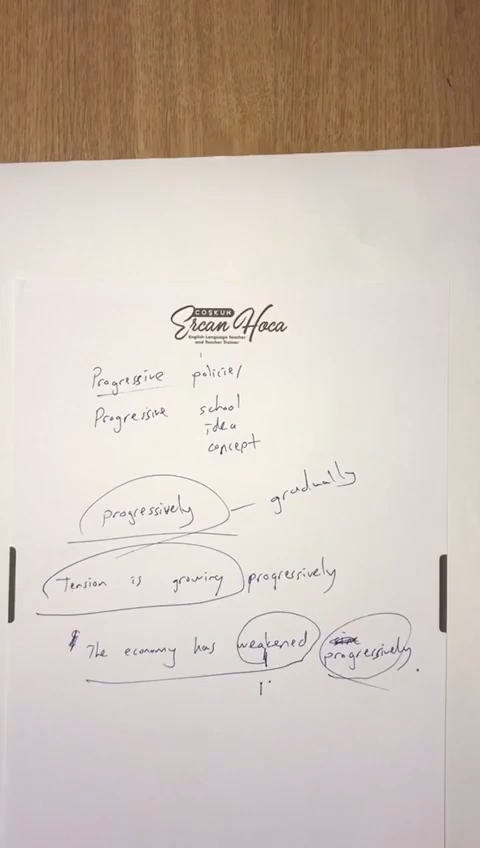 COSKUN
Ercan Hoca
English Language Teacher
and Teacher Trainer
Progressive policies
Progressive school
idea
concept
progressively — gradually
Tension is growing progressively
The economy has weakened progressively.